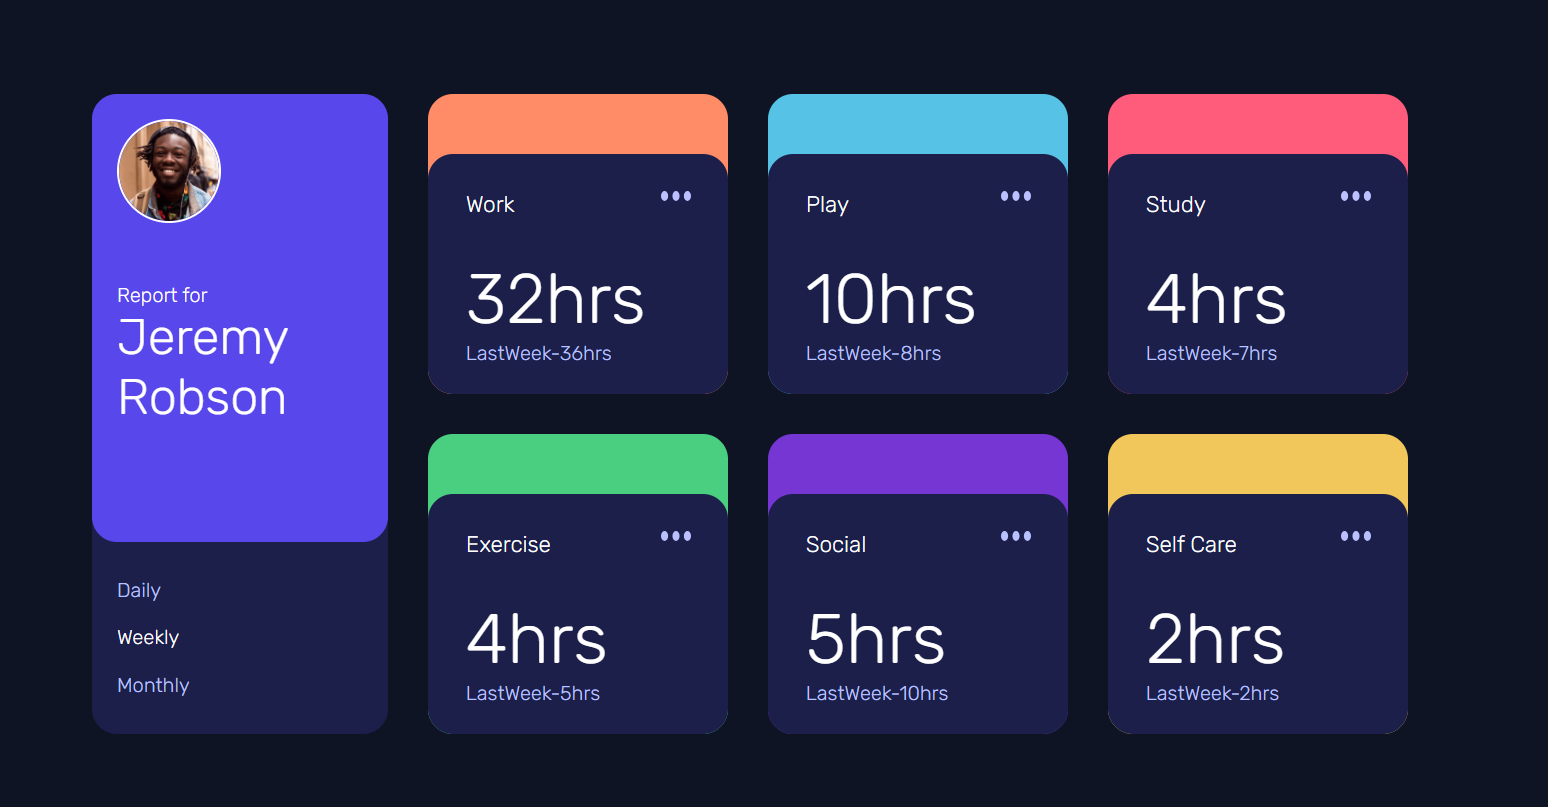 Report for
Jeremy
Robson
Daily
Weekly
Monthly
Work
32hrs
LastWeek-36hrs
Play
10hrs
LastWeek-8hrs
Study
4hrs
LastWeek-7hrs
Exercise
4hrs
LastWeek-5hrs
Social
5hrs
LastWeek-10hrs
Self Care
2hrs
LastWeek-2hrs